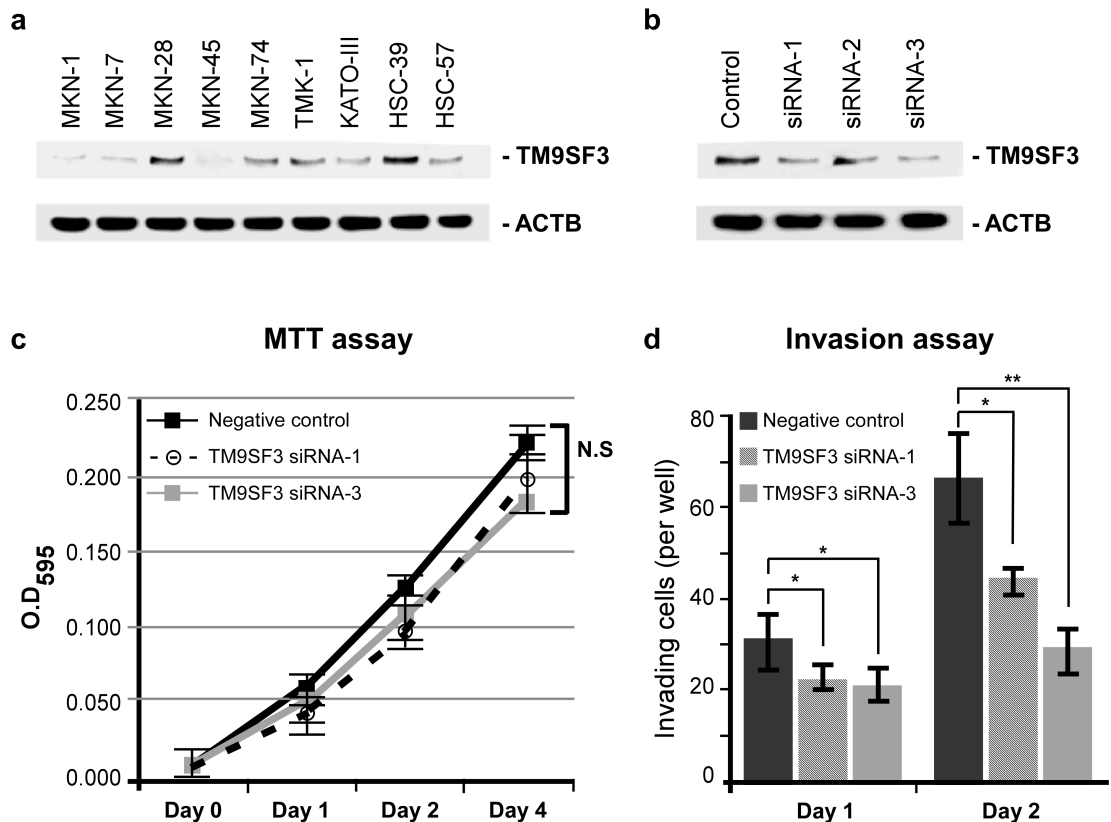 a
MKN-1
MKN-7
MKN-28
MKN-45
MKN-74
TMK-1
KATO-III
HSC-39
HSC-57
- TM9SF3
- ACTB
b
Control
siRNA-1
siRNA-2
siRNA-3
- TM9SF3
- ACTB
c
MTT assay
O.D595
0.250
0.200
0.150
0.100
0.050
0.000
Negative control
TM9SF3 siRNA-1
TM9SF3 siRNA-3
N.S
Day 0
Day 1
Day 2
Day 4
d
Invasion assay
Invading cells (per well)
80
60
40
20
0
Negative control
TM9SF3 siRNA-1
TM9SF3 siRNA-3
*
*
**
*
Day 1
Day 2